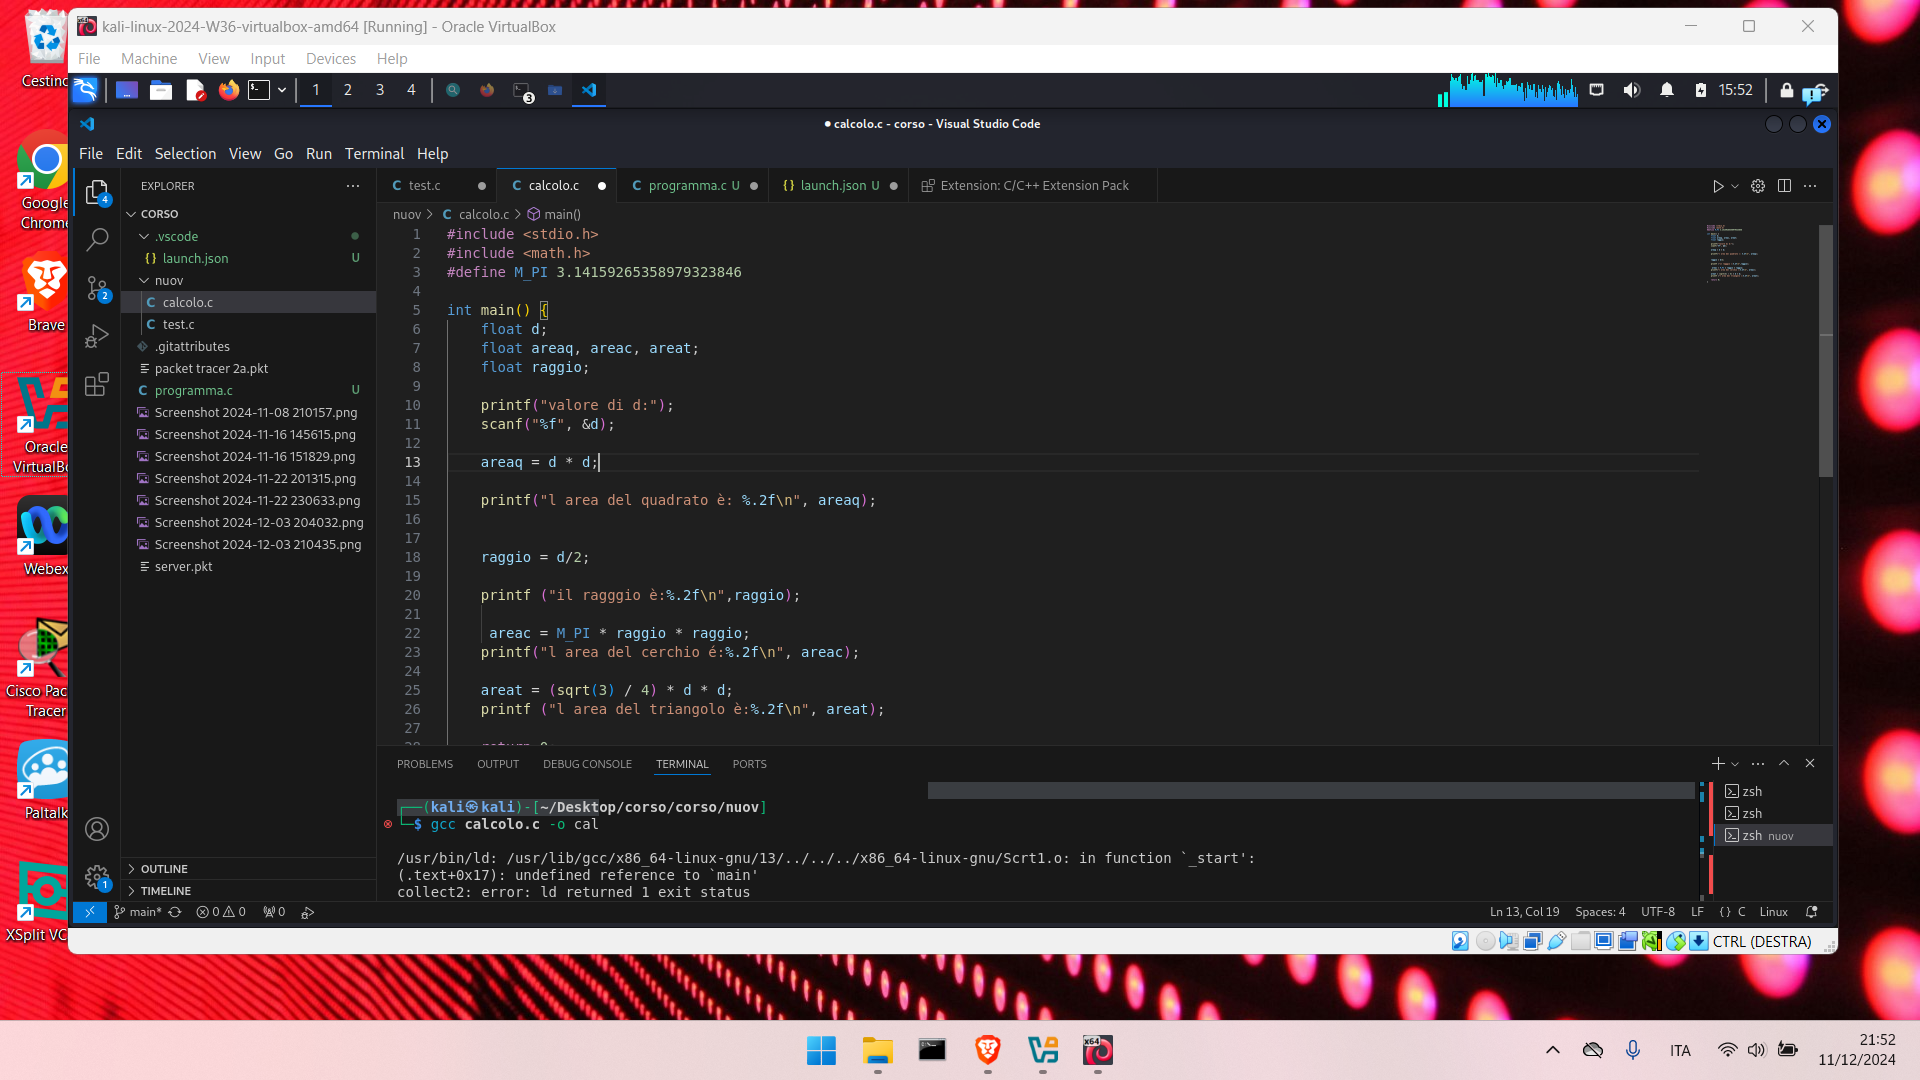 Cestino
Google
Chrome
Brave
Oracle
VirtualBo
Webex
Cisco Pac
Tracer
Paltalk
XSplit VC
kali-linux-2024-W36-virtualbox-amd64 [Running] - Oracle VirtualBox
File Machine View Input Devices Help
1 2 3 4 3 15:52
● calcolo.c - corso - Visual Studio Code
File Edit Selection View Go Run Terminal Help
EXPLORER ···
CORSO
.vscode
{} launch.json U
nuov
C calcolo.c
C test.c
.gitattributes
packet tracer 2a.pkt
C programma.c U
Screenshot 2024-11-08 210157.png
Screenshot 2024-11-16 145615.png
Screenshot 2024-11-16 151829.png
Screenshot 2024-11-22 201315.png
Screenshot 2024-11-22 230633.png
Screenshot 2024-12-03 204032.png
Screenshot 2024-12-03 210435.png
server.pkt
OUTLINE
TIMELINE
4
2
1
C test.c ● C calcolo.c ● C programma.c U ● {} launch.json U ● Extension: C/C++ Extension Pack
nuov > C calcolo.c > main()
1 #include <stdio.h>
2 #include <math.h>
3 #define M_PI 3.14159265358979323846
4
5 int main() {
6 float d;
7 float areaq, areac, areat;
8 float raggio;
9
10 printf("valore di d:");
11 scanf("%f", &d);
12
13 areaq = d * d;
14
15 printf("l area del quadrato è: %.2f\n", areaq);
16
17
18 raggio = d/2;
19
20 printf ("il ragggio è:%.2f\n",raggio);
21
22 areac = M_PI * raggio * raggio;
23 printf("l area del cerchio é:%.2f\n", areac);
24
25 areat = (sqrt(3) / 4) * d * d;
26 printf ("l area del triangolo è:%.2f\n", areat);
27
28 return 0;
PROBLEMS OUTPUT DEBUG CONSOLE TERMINAL PORTS
┌──(kali㉿kali)-[~/Desktop/corso/corso/nuov]
└─$ gcc calcolo.c -o cal
/usr/bin/ld: /usr/lib/gcc/x86_64-linux-gnu/13/../../../x86_64-linux-gnu/Scrt1.o: in function `_start':
(.text+0x17): undefined reference to `main'
collect2: error: ld returned 1 exit status
zsh
zsh
zsh nuov
main* 0 0 0 Ln 13, Col 19 Spaces: 4 UTF-8 LF {} C Linux
CTRL (DESTRA)
x64
ITA
21:52
11/12/2024